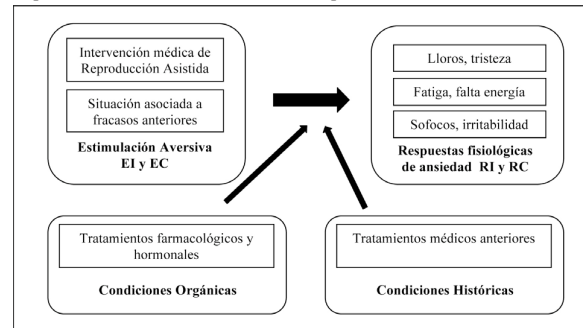 Intervención médica de
Reproducción Asistida
Situación asociada a
fracasos anteriores
Estimulación Aversiva
EI y EC
Lloros, tristeza
Fatiga, falta energía
Sofocos, irritabilidad
Respuestas fisiológicas
de ansiedad RI y RC
Tratamientos farmacológicos y
hormonales
Condiciones Orgánicas
Tratamientos médicos anteriores
Condiciones Históricas